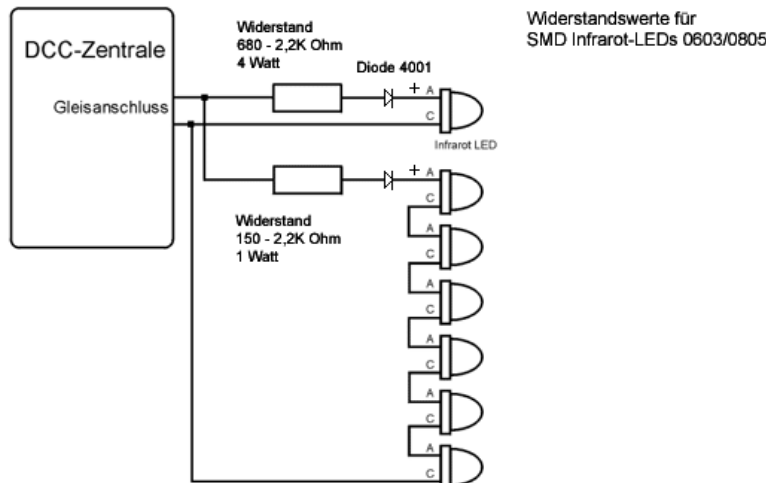 Widerstandswerte für
SMD Infrarot-LEDs 0603/0805
DCC-Zentrale
Gleisanschluss
Widerstand
680 - 2,2K Ohm
4 Watt
Diode 4001
+ A
C
Infrarot LED
+ A
C
Widerstand
150 - 2,2K Ohm
1 Watt
A
C
A
C
A
C
A
C
A
C